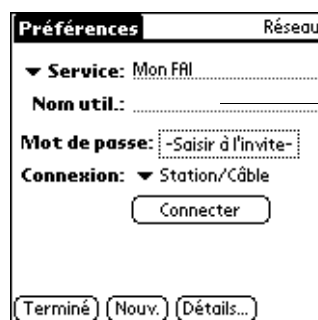 Préférences Réseau
Service: Mon FAI
Nom util.:
Mot de passe: -Saisir à l'invite-
Connexion: Station/Câble
Connecter
Terminé Nouv. Détails...